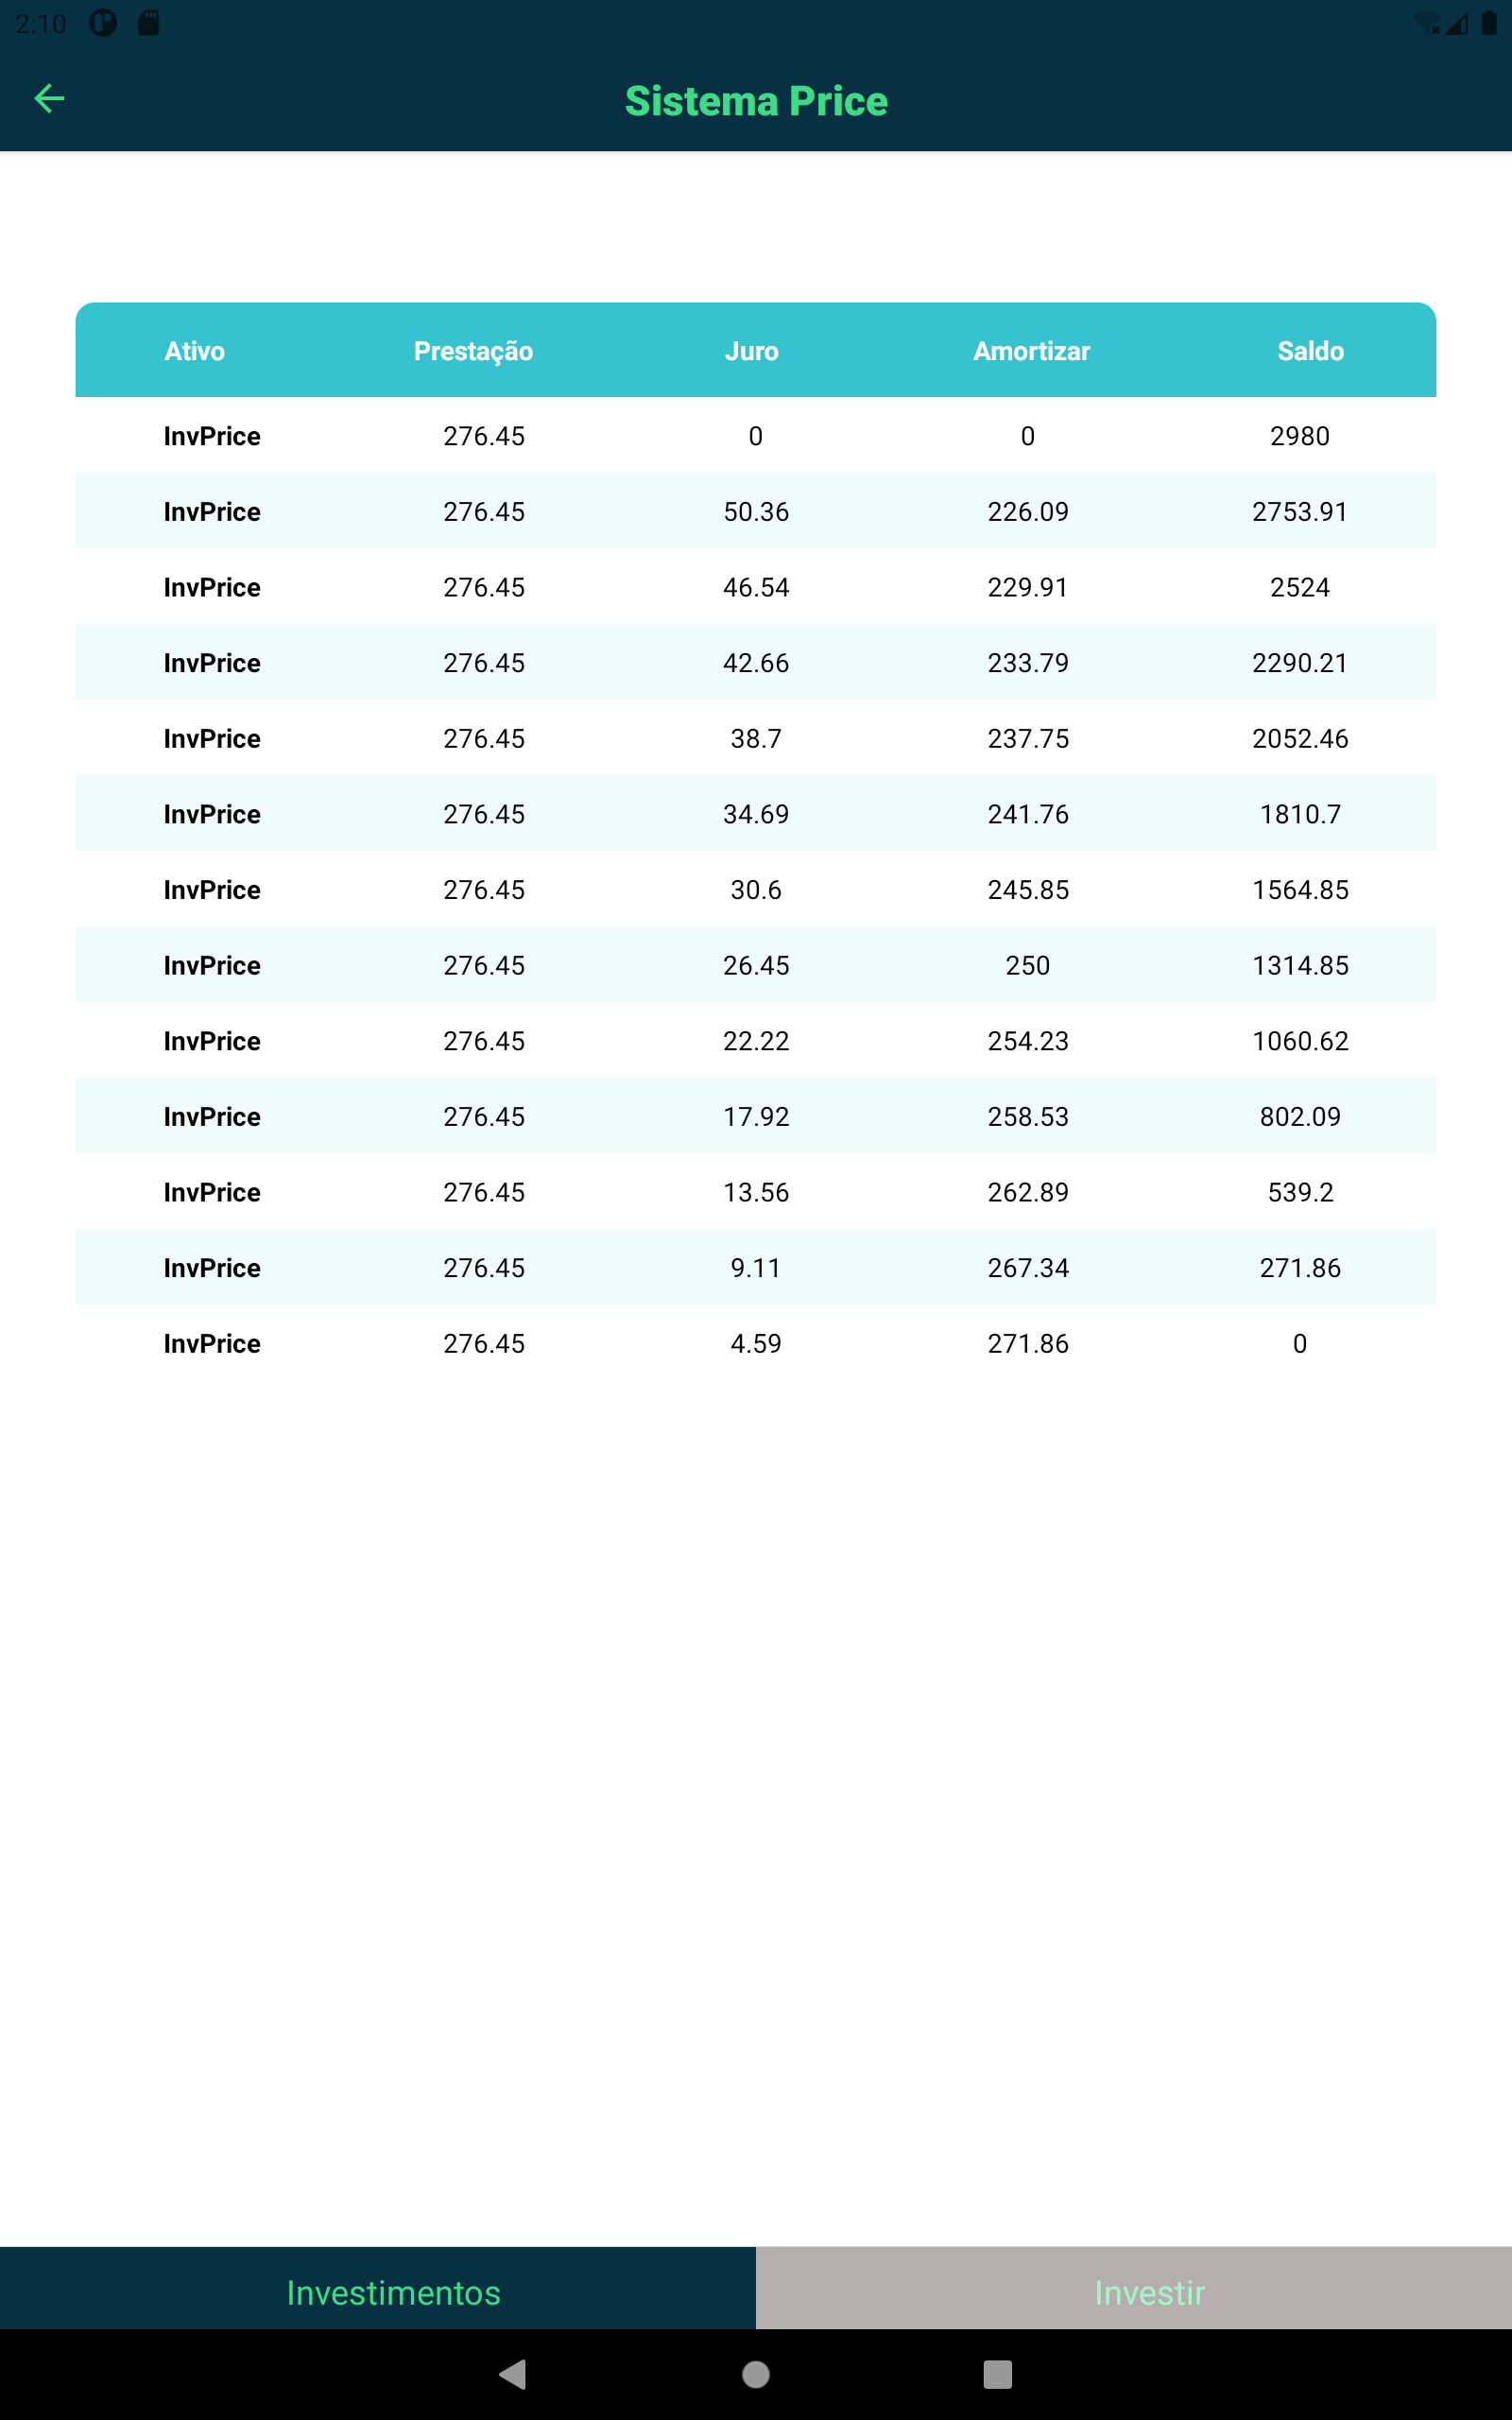 2:10
Sistema Price
Ativo Prestação Juro Amortizar Saldo
InvPrice 276.45 0 0 2980
InvPrice 276.45 50.36 226.09 2753.91
InvPrice 276.45 46.54 229.91 2524
InvPrice 276.45 42.66 233.79 2290.21
InvPrice 276.45 38.7 237.75 2052.46
InvPrice 276.45 34.69 241.76 1810.7
InvPrice 276.45 30.6 245.85 1564.85
InvPrice 276.45 26.45 250 1314.85
InvPrice 276.45 22.22 254.23 1060.62
InvPrice 276.45 17.92 258.53 802.09
InvPrice 276.45 13.56 262.89 539.2
InvPrice 276.45 9.11 267.34 271.86
InvPrice 276.45 4.59 271.86 0
Investimentos Investir